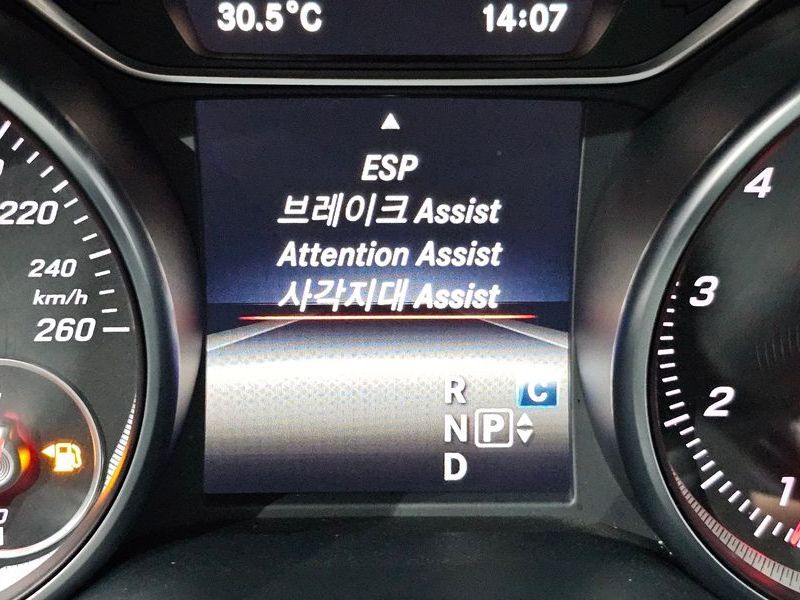 30.5°C 14:07
ESP
브레이크 Assist
Attention Assist
사각지대 Assist
220
240
km/h
260
R C
N P
D
4
3
2
1